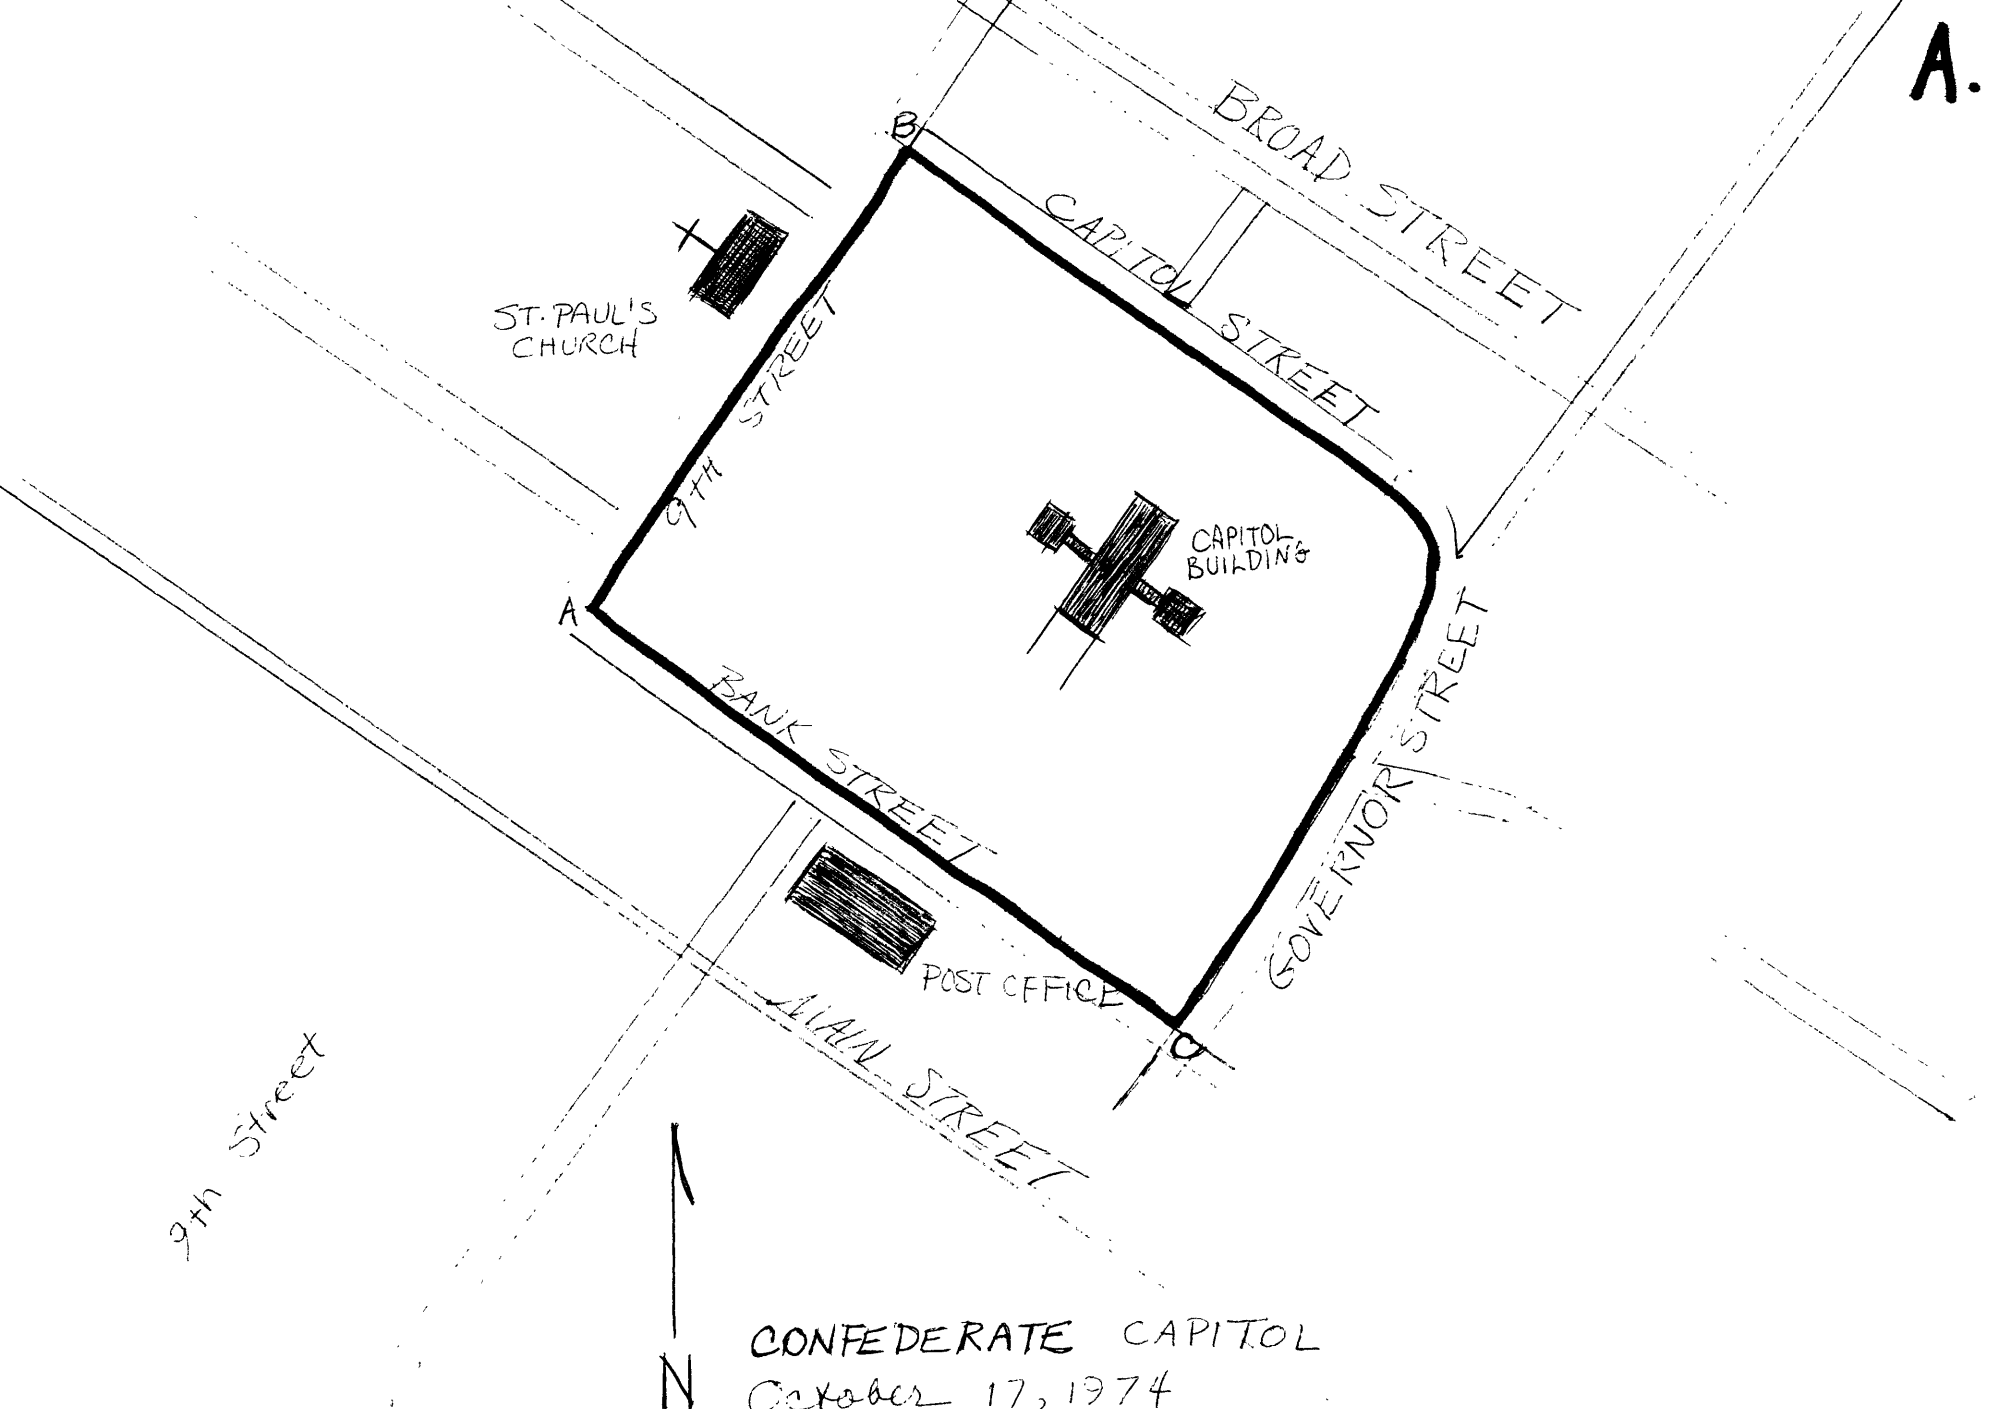 A.
BROAD STREET
B
CAPITOL STREET
ST. PAUL'S
CHURCH
9TH STREET
CAPITOL
BUILDING
A
BANK STREET
GOVERNOR STREET
POST OFFICE
C
MAIN STREET
9th Street
N
CONFEDERATE CAPITOL
October 17, 1974